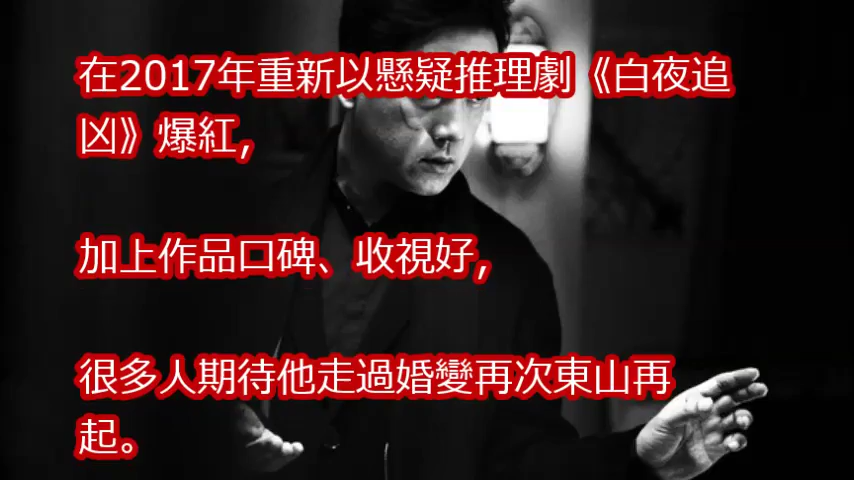 在2017年重新以懸疑推理劇《白夜追
凶》爆紅，
加上作品口碑、收視好，
很多人期待他走過婚變再次東山再
起。